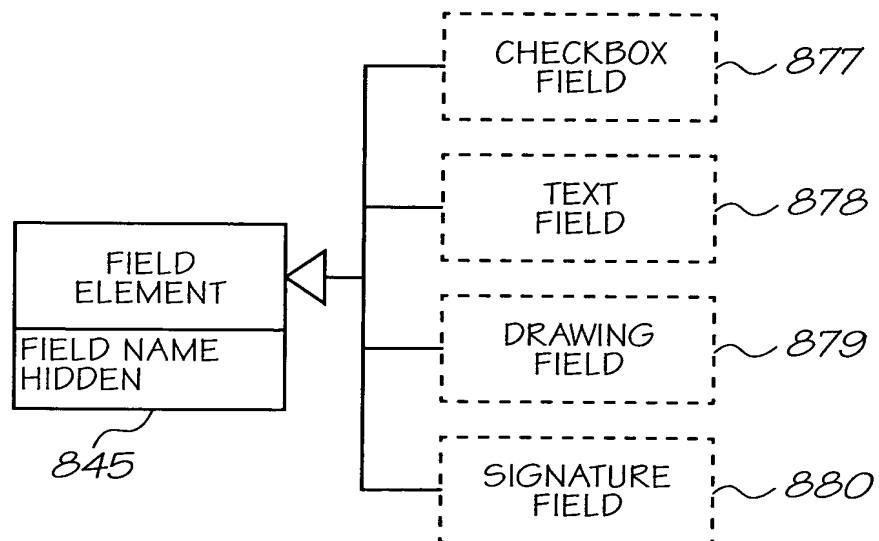 CHECKBOX
FIELD
877
TEXT
FIELD
878
FIELD
ELEMENT
FIELD NAME
HIDDEN
845
DRAWING
FIELD
879
SIGNATURE
FIELD
880